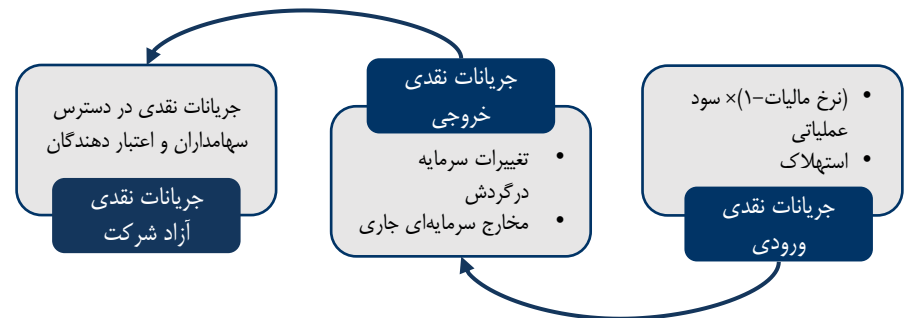 (نرخ مالیات–۱)× سود
عملیاتی
استهلاک
جریانات نقدی
ورودی
جریانات نقدی
خروجی
تغییرات سرمایه
درگردش
مخارج سرمایه‌ای جاری
جریانات نقدی در دسترس
سهامداران و اعتبار دهندگان
جریانات نقدی
آزاد شرکت